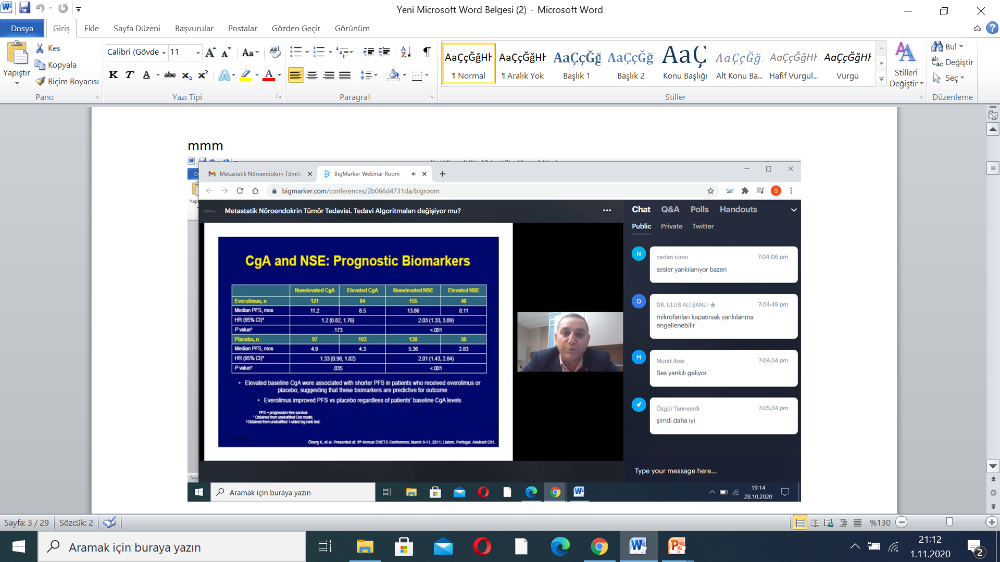 Yeni Microsoft Word Belgesi (2) - Microsoft Word
Dosya Giriş Ekle Sayfa Düzeni Başvurular Postalar Gözden Geçir Görünüm
Yapıştır
Kes
Kopyala
Biçim Boyacısı
Pano
Calibri (Gövde 11
Yazı Tipi
Paragraf
AaÇçĞğHł AaÇçĞğHł AaÇçĞğ AaÇçĞğ AaÇ AaÇçĞğ. AaÇçĞğHł AaÇçĞğHł
¶ Normal ¶ Aralık Yok Başlık 1 Başlık 2 Konu Başlığı Alt Konu Ba... Hafif Vurgul... Vurgu
Stiller
Stilleri
Değiştir
Bul
Değiştir
Seç
Düzenleme
mmm
Metastatik Nöroendokrin Tümör
BigMarker Webinar Room
bigmarker.com/conferences/2b066d4731da/bigroom
S
Metastatik Nöroendokrin Tümör Tedavisi. Tedavi Algoritmaları değişiyor mu?
CgA and NSE: Prognostic Biomarkers
Nonelevated CgA Elevated CgA Nonelevated NSE Elevated NSE
Everolimus, n 121 84 155 48
Median PFS, mos 11.2 8.5 13.86 8.11
HR (95% CI)* 1.2 (0.82, 1.76) 2.03 (1.33, 3.09)
P value† .173 <.001
Placebo, n 97 103 138 56
Median PFS, mos 4.9 4.3 5.36 2.83
HR (95% CI)* 1.33 (0.98, 1.82) 2.01 (1.43, 2.84)
P value† .035 <.001
• Elevated baseline CgA were associated with shorter PFS in patients who received everolimus or
placebo, suggesting that these biomarkers are predictive for outcome
• Everolimus improved PFS vs placebo regardless of patients' baseline CgA levels
PFS = progression-free survival
* Obtained from unstratified Cox model.
† Obtained from unstratified 1-sided log-rank test.
Öberg K, et al. Presented at: 8th Annual ENETS Conference; March 9-11, 2011; Lisbon, Portugal. Abstract C81.
Chat Q&A Polls Handouts
Public Private Twitter
N
nedim turan 7:04:06 pm
sesler yankılanıyor bazen
D
DR. ULUS ALİ ŞANLI ★ 7:04:49 pm
mikrofanları kapatırsak yankılanma
engellenebilir
M
Murat Araz 7:04:54 pm
Ses yankılı geliyor
Özgür Tanrıverdi 7:05:34 pm
şimdi daha iyi
Type your message here...
Say
Aramak için buraya yazın
19:14
28.10.2020
Sayfa: 3 / 29 Sözcük: 2
%130
Aramak için buraya yazın
21:12
1.11.2020
2